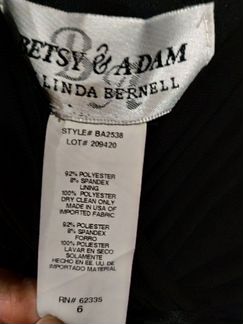 BETSY & ADAM
LINDA BERNELL
STYLE# BA2538
LOT# 209420
92% POLYESTER
8% SPANDEX
LINING
100% POLYESTER
DRY CLEAN ONLY
MADE IN USA OF
IMPORTED FABRIC
92% POLIESTER
8% SPANDEX
FORRO
100% POLIESTER
LAVAR EN SECO
SOLAMENTE
HECHO EN EE. UU. DE
IMPORTADO MATERIAL
RN# 62335
6